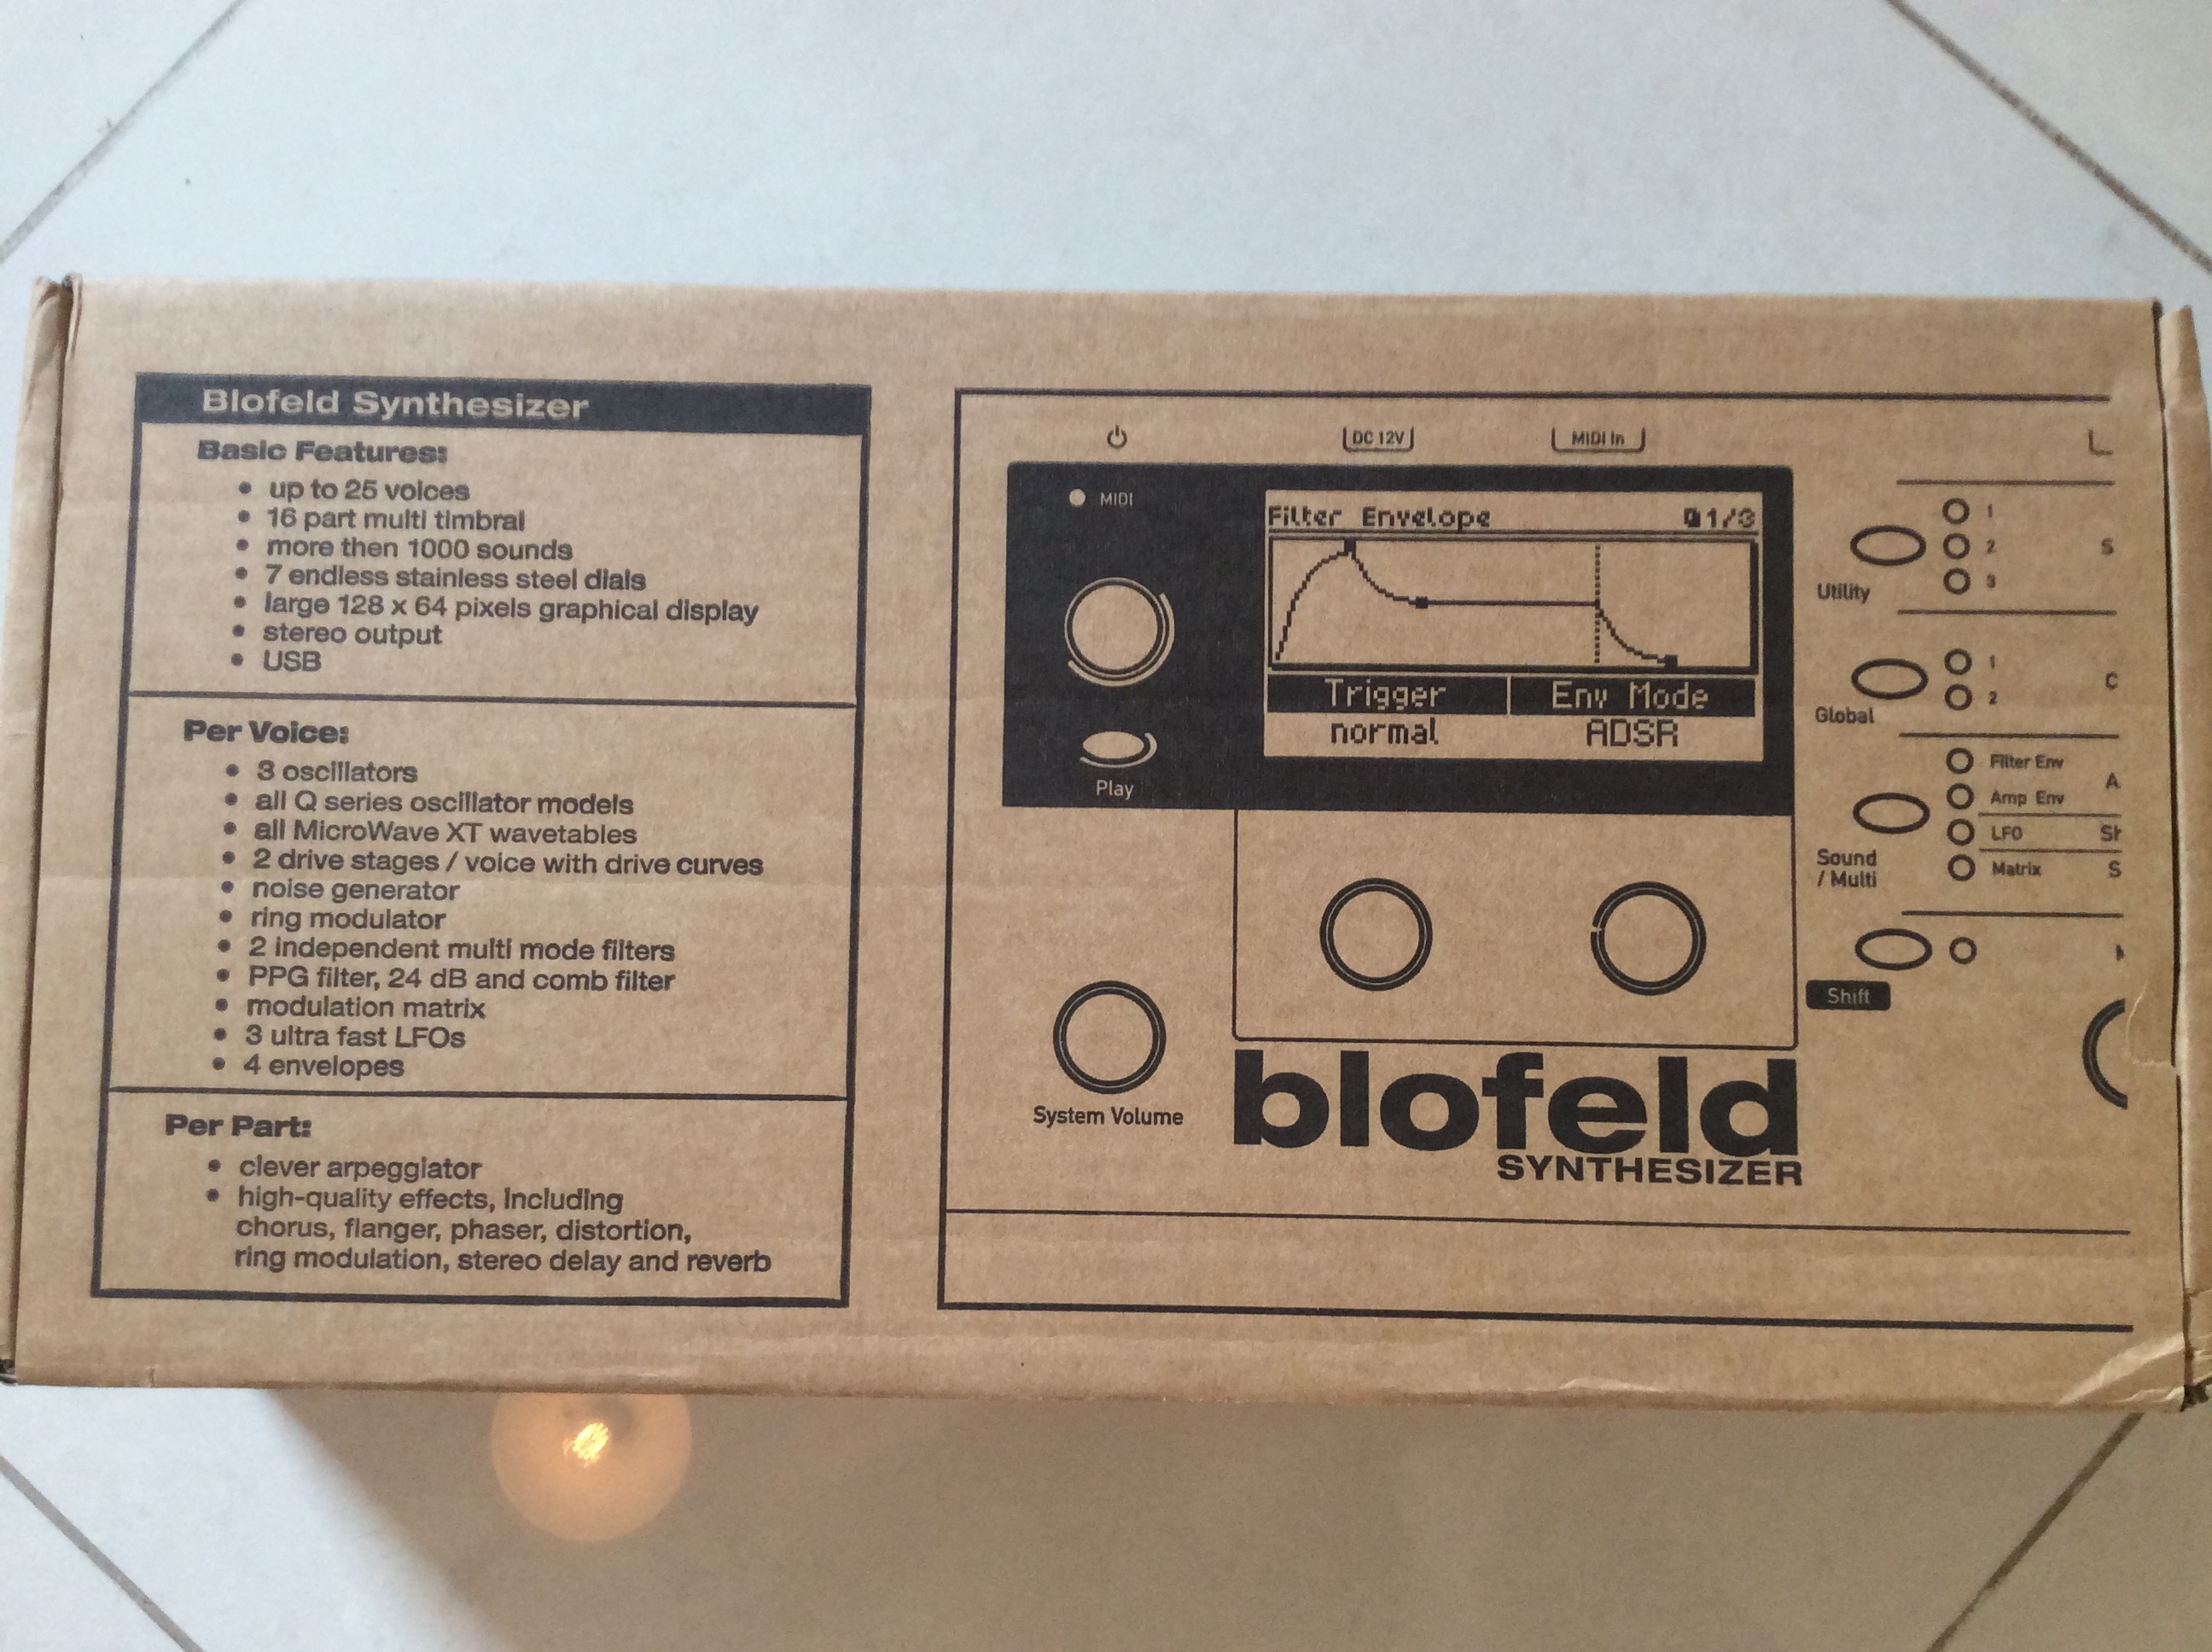 Blofeld Synthesizer
Basic Features:
• up to 25 voices
• 16 part multi timbral
• more then 1000 sounds
• 7 endless stainless steel dials
• large 128 x 64 pixels graphical display
• stereo output
• USB
Per Voice:
• 3 oscillators
• all Q series oscillator models
• all MicroWave XT wavetables
• 2 drive stages / voice with drive curves
• noise generator
• ring modulator
• 2 independent multi mode filters
• PPG filter, 24 dB and comb filter
• modulation matrix
• 3 ultra fast LFOs
• 4 envelopes
Per Part:
• clever arpeggiator
• high-quality effects, including
chorus, flanger, phaser, distortion,
ring modulation, stereo delay and reverb
DC 12V
MIDI In
MIDI
Filter Envelope 1/3
Trigger Env Mode
normal ADSR
Play
System Volume
blofeld
SYNTHESIZER
1
2 S
3
Utility
1 C
2
Global
Filter Env
A
Amp Env
LFO
Matrix S
Sound
/ Multi
Shift